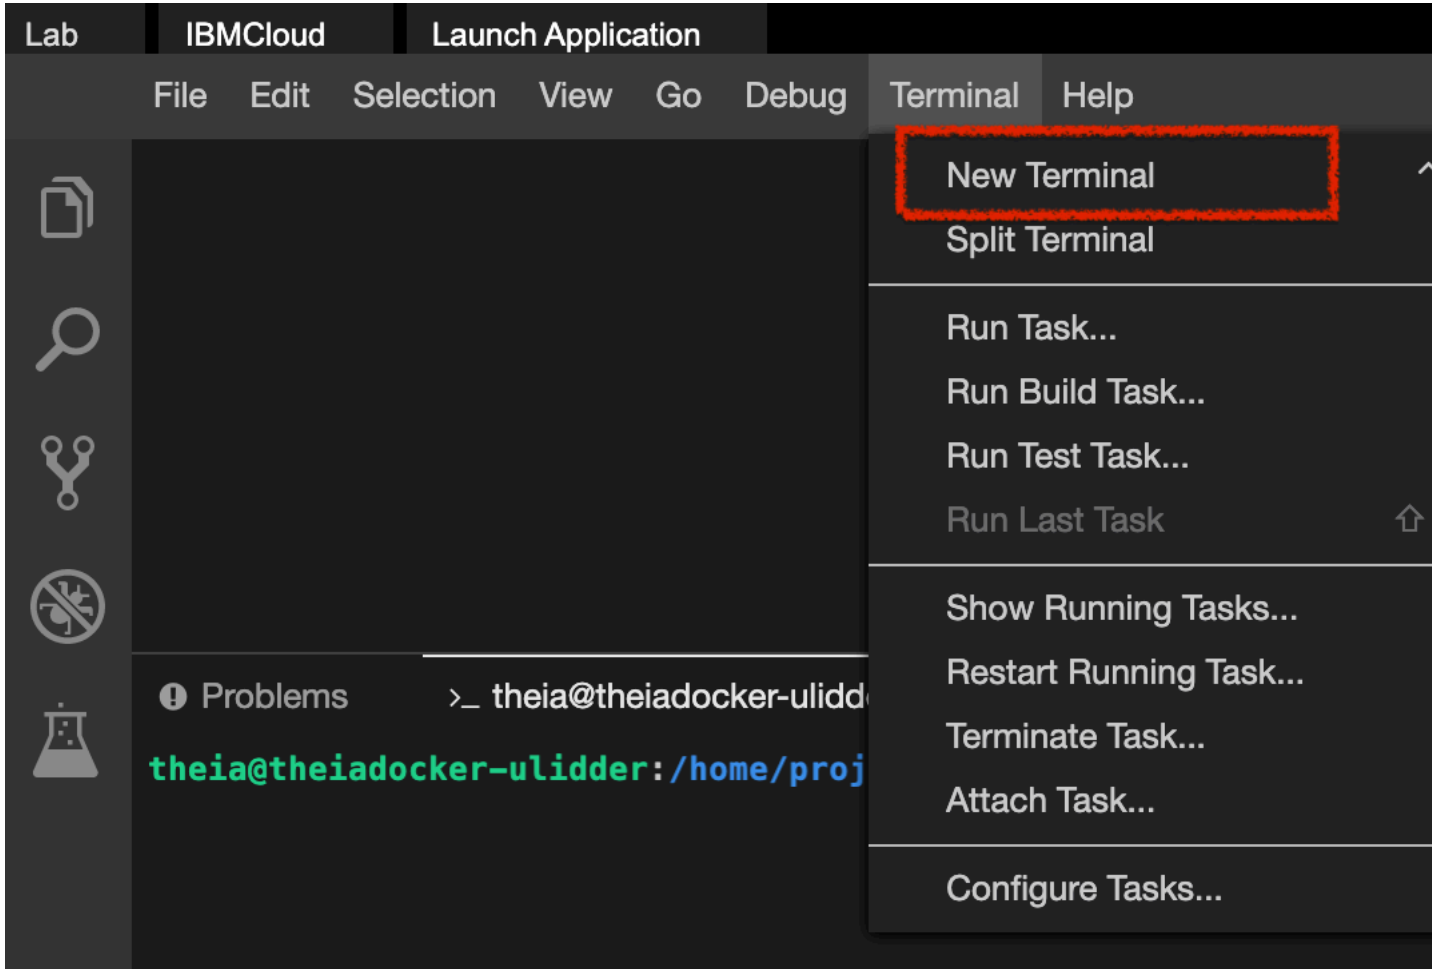 Lab IBMCloud Launch Application
File Edit Selection View Go Debug Terminal Help
New Terminal
Split Terminal
Run Task...
Run Build Task...
Run Test Task...
Run Last Task
Show Running Tasks...
Restart Running Task...
Terminate Task...
Attach Task...
Configure Tasks...
Problems >_ theia@theiadocker-ulidd
theia@theiadocker-ulidder:/home/proj